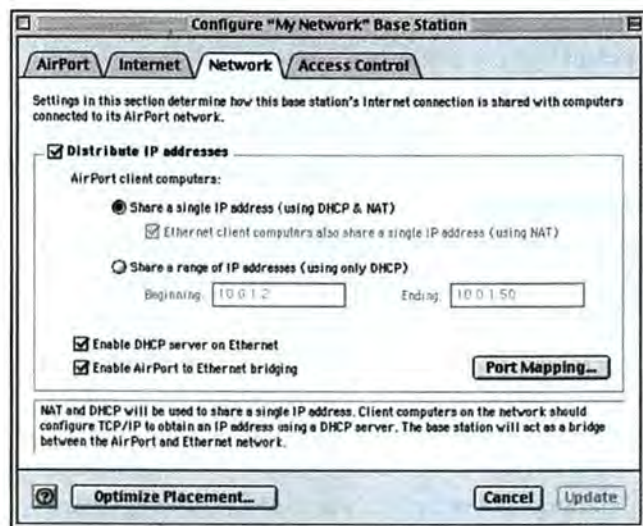 Configure "My Network" Base Station
AirPort
Internet
Network
Access Control
Settings in this section determine how this base station's Internet connection is shared with computers
connected to its AirPort network.
Distribute IP addresses
AirPort client computers:
Share a single IP address (using DHCP & NAT)
Ethernet client computers also share a single IP address (using NAT)
Share a range of IP addresses (using only DHCP)
Beginning: 10.0.1.2 Ending: 10.0.1.50
Enable DHCP server on Ethernet
Enable AirPort to Ethernet bridging
Port Mapping...
NAT and DHCP will be used to share a single IP address. Client computers on the network should
configure TCP/IP to obtain an IP address using a DHCP server. The base station will act as a bridge
between the AirPort and Ethernet network.
? Optimize Placement... Cancel Update